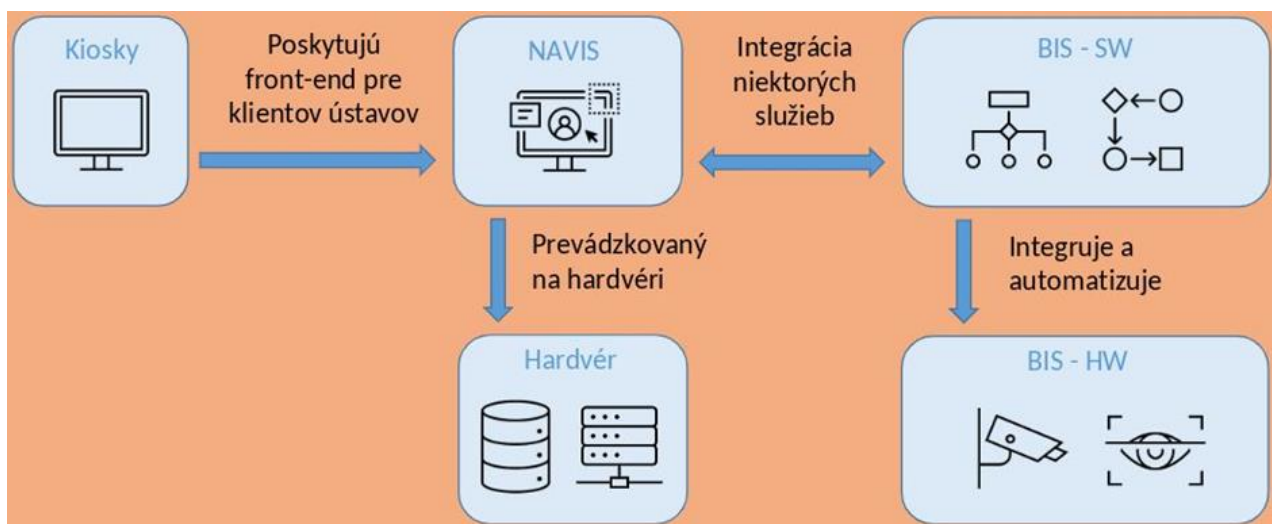 Kiosky
Poskytujú
front-end pre
klientov ústavov
NAVIS
Integrácia
niektorých
služieb
BIS - SW
Prevádzkovaný
na hardvéri
Integruje a
automatizuje
Hardvér
BIS - HW